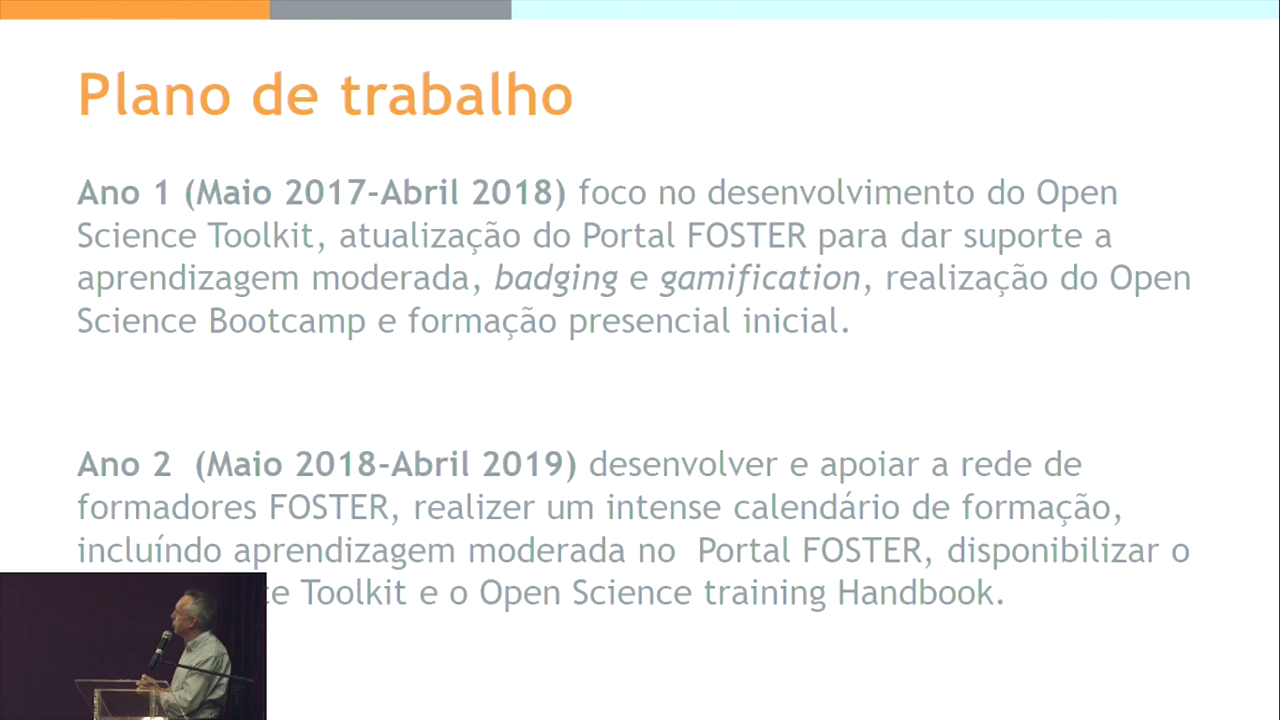 Plano de trabalho
Ano 1 (Maio 2017-Abril 2018) foco no desenvolvimento do Open
Science Toolkit, atualização do Portal FOSTER para dar suporte a
aprendizagem moderada, badging e gamification, realização do Open
Science Bootcamp e formação presencial inicial.
Ano 2 (Maio 2018-Abril 2019) desenvolver e apoiar a rede de
formadores FOSTER, realizer um intense calendário de formação,
incluíndo aprendizagem moderada no Portal FOSTER, disponibilizar o
Toolkit e o Open Science training Handbook.